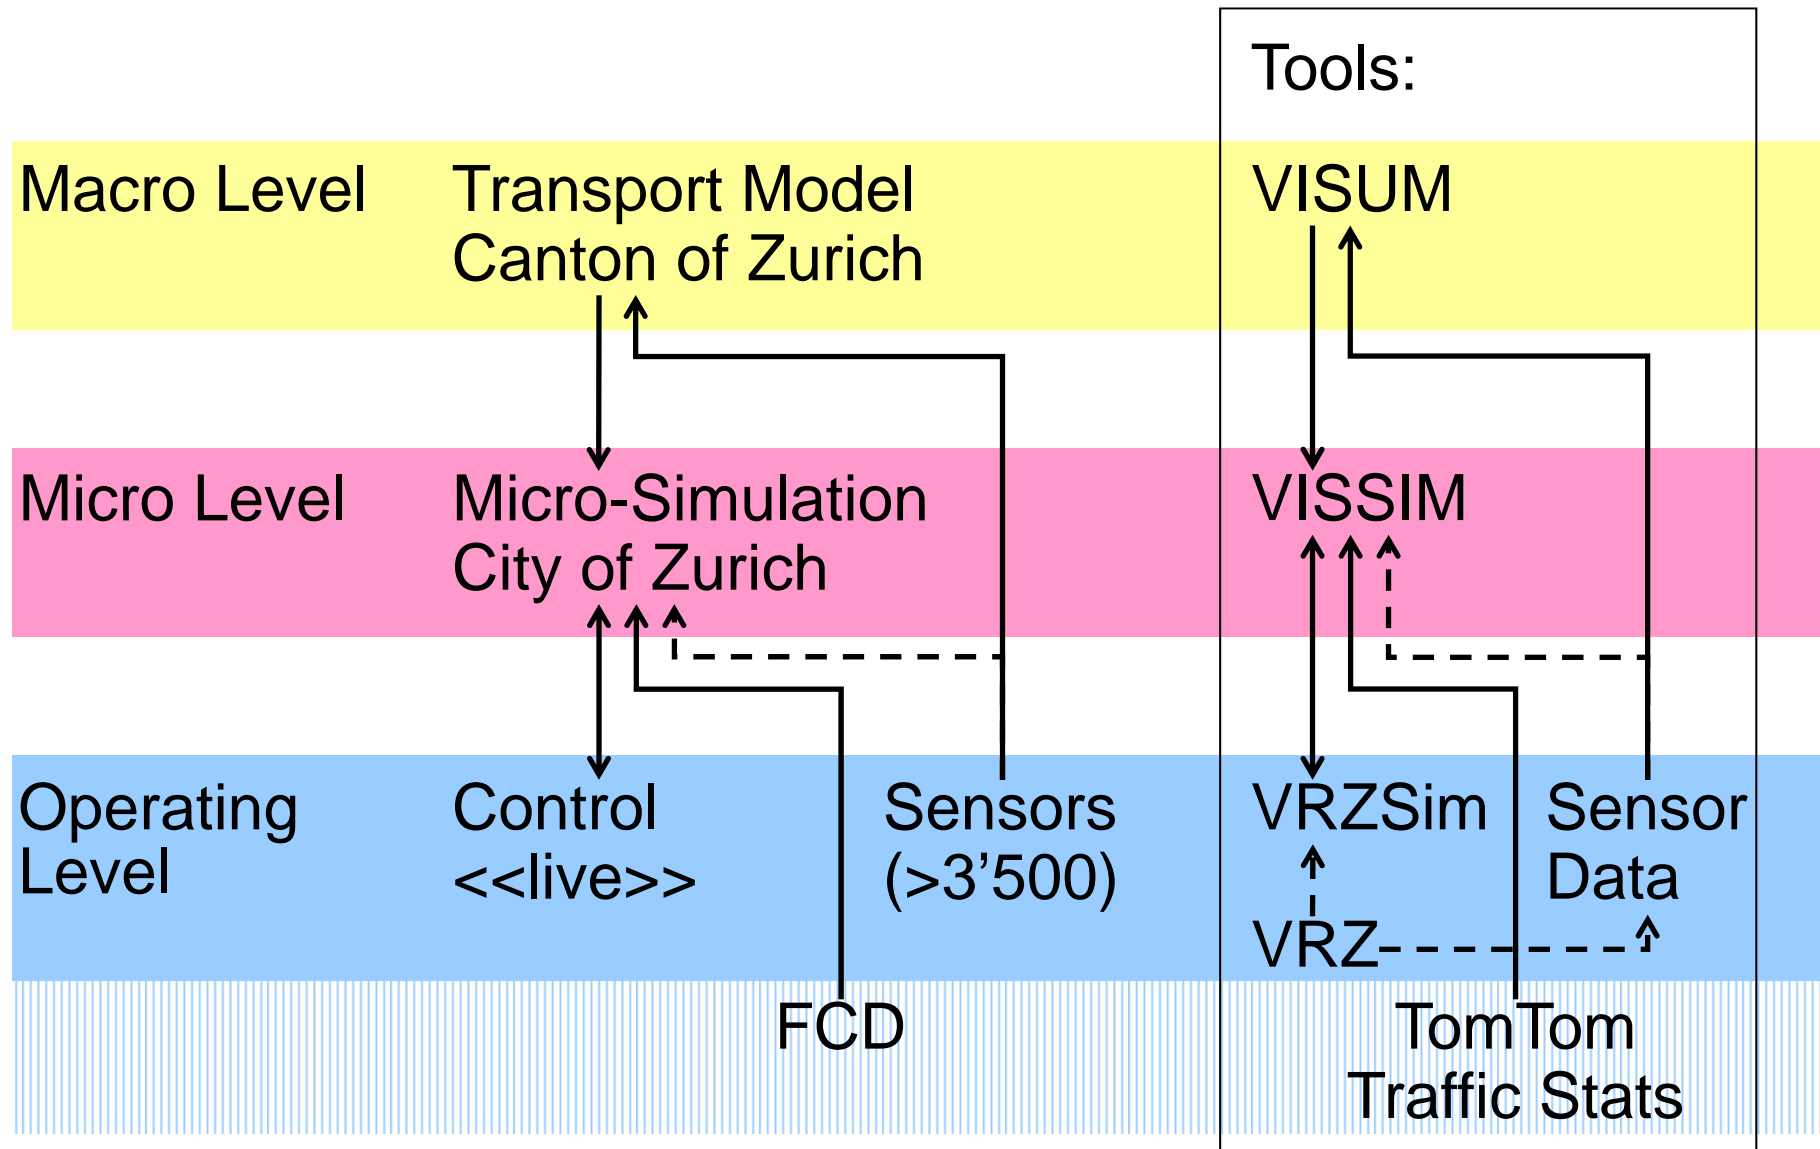 Tools:
Macro Level
Transport Model
Canton of Zurich
VISUM
Micro Level
Micro-Simulation
City of Zurich
VISSIM
Operating
Level
Control
<<live>>
Sensors
(>3’500)
VRZSim
Sensor
Data
VRZ
FCD
TomTom
Traffic Stats